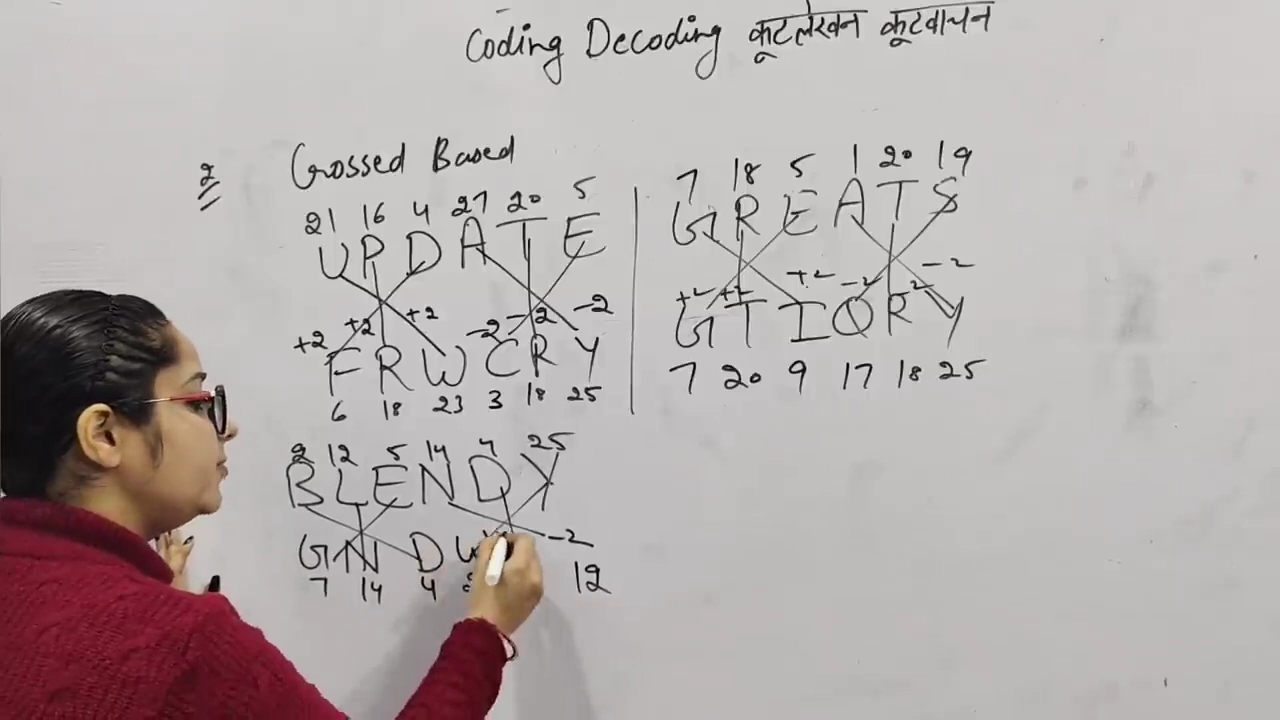 Coding Decoding कूटलेखन कूटवाचन
2 Crossed Based
21 16 4 27 20 5
U P D A T E
+2 +2 +2 -2 -2 -2
F R W C R Y
6 18 23 3 18 25
7 18 5 1 20 19
G R E A T S
+2 +2 +2 -2 -2 -2
G T I Q R Y
7 20 9 17 18 25
2 12 5 14 4 25
B L E N D Y
-2
G N D W
7 14 4 12